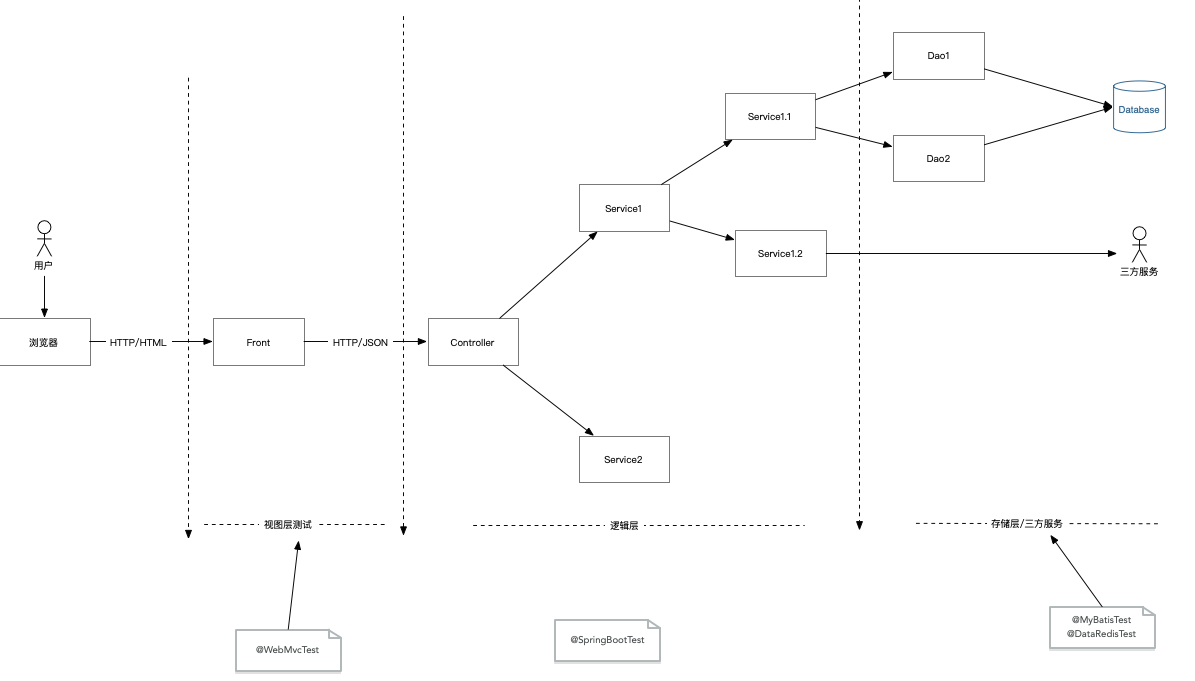 Dao1
Database
Service1.1
Dao2
Service1
用户
Service1.2
三方服务
浏览器
HTTP/HTML
Front
HTTP/JSON
Controller
Service2
视图层测试
逻辑层
存储层/三方服务
@WebMvcTest
@SpringBootTest
@MyBatisTest
@DataRedisTest